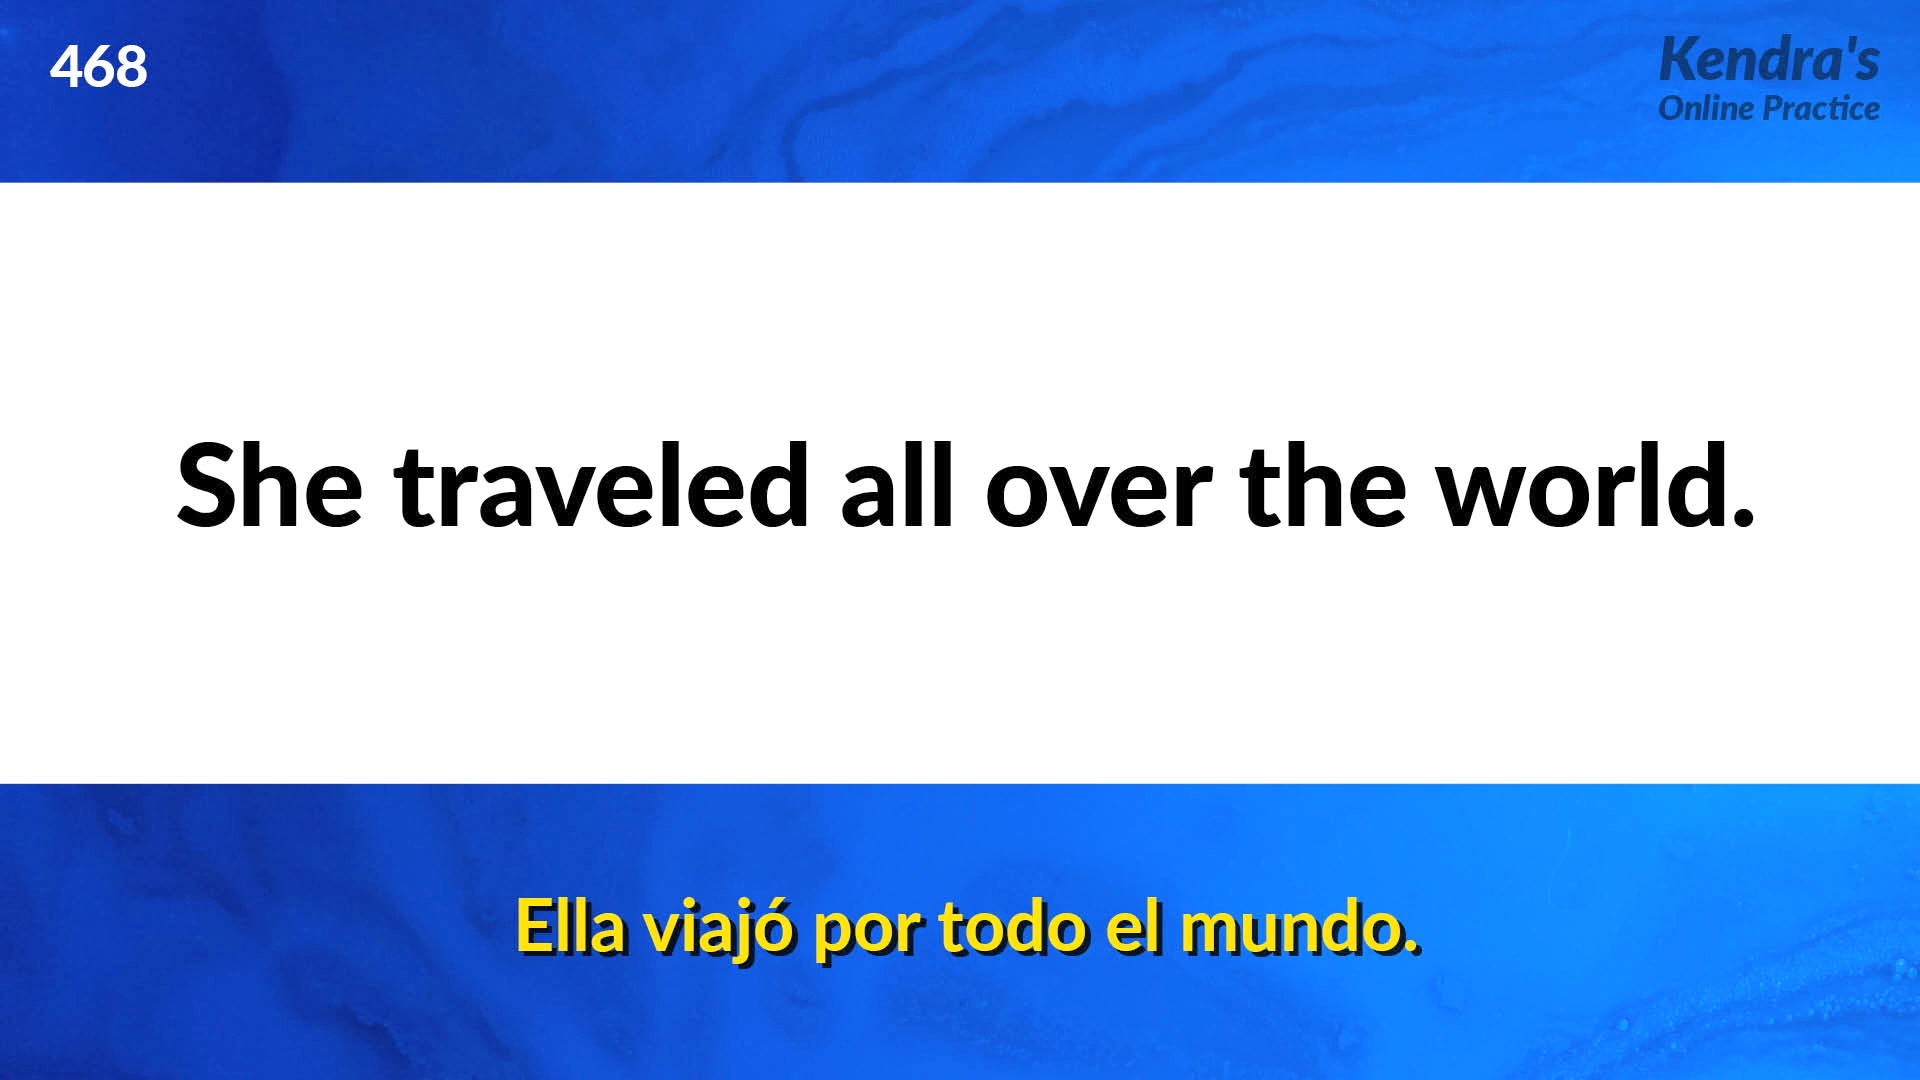 468
Kendra's
Online Practice
She traveled all over the world.
Ella viajó por todo el mundo.